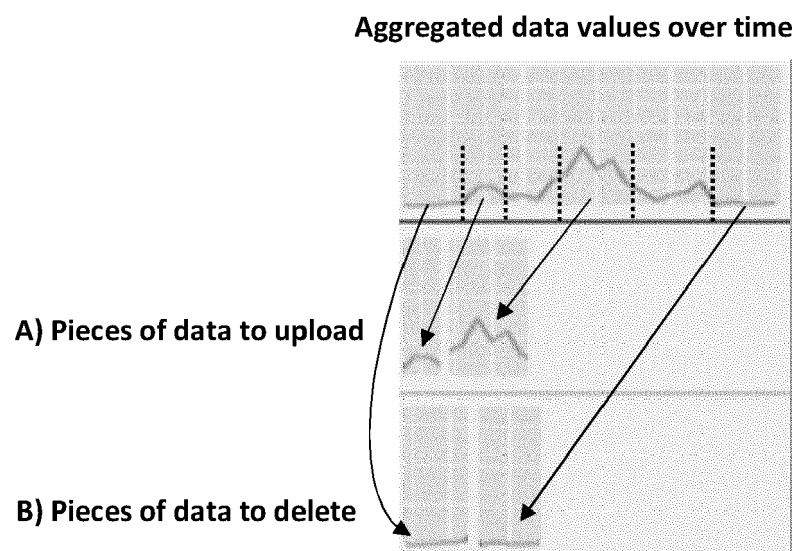 Aggregated data values over time
A) Pieces of data to upload
B) Pieces of data to delete